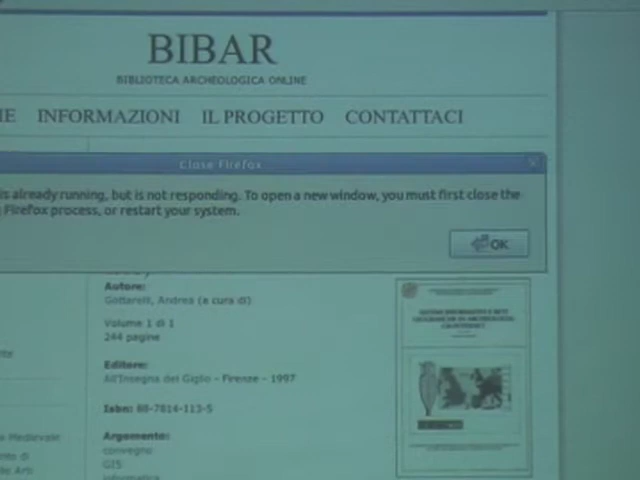 BIBAR
BIBLIOTECA ARCHEOLOGICA ONLINE
INFORMAZIONI IL PROGETTO CONTATTACI
Close Firefox
is already running, but is not responding. To open a new window, you must first close the
Firefox process, or restart your system.
OK
Autore:
Gottarelli, Andrea (a cura di)
Volume 1 di 1
244 pagine
Editore:
All'Insegna del Giglio - Firenze - 1997
Isbn: 88-7814-113-5
Argomento:
Medievale
convegno
di
GIS
Arti
informatica